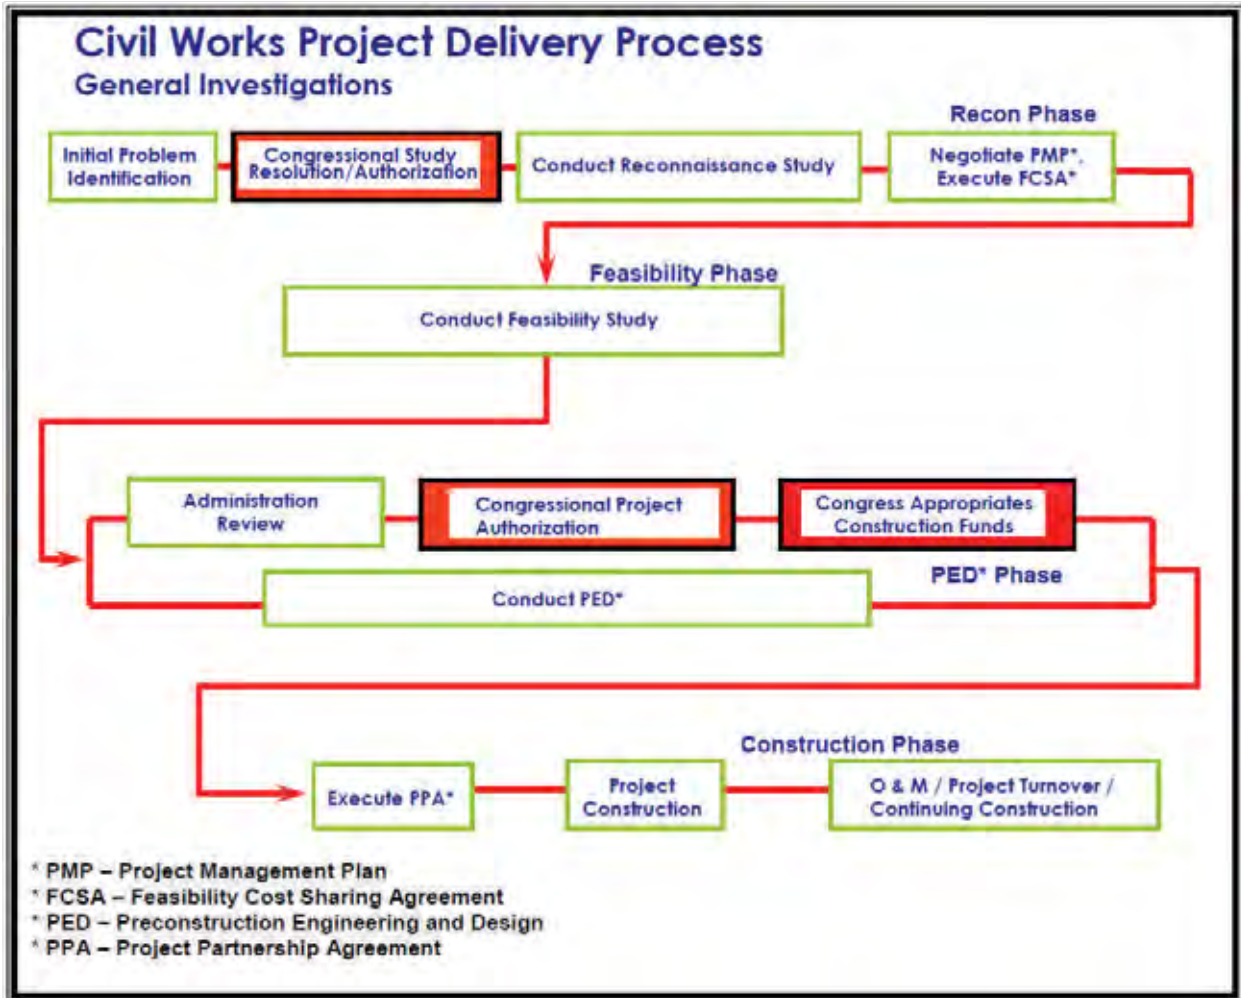 Civil Works Project Delivery Process
General Investigations
Recon Phase
Initial Problem
Identification
Congressional Study
Resolution/Authorization
Conduct Reconnaissance Study
Negotiate PMP*,
Execute FCSA*
Feasibility Phase
Conduct Feasibility Study
Administration
Review
Congressional Project
Authorization
Congress Appropriates
Construction Funds
PED* Phase
Conduct PED*
Construction Phase
Execute PPA*
Project
Construction
O & M / Project Turnover /
Continuing Construction
* PMP – Project Management Plan
* FCSA – Feasibility Cost Sharing Agreement
* PED – Preconstruction Engineering and Design
* PPA – Project Partnership Agreement